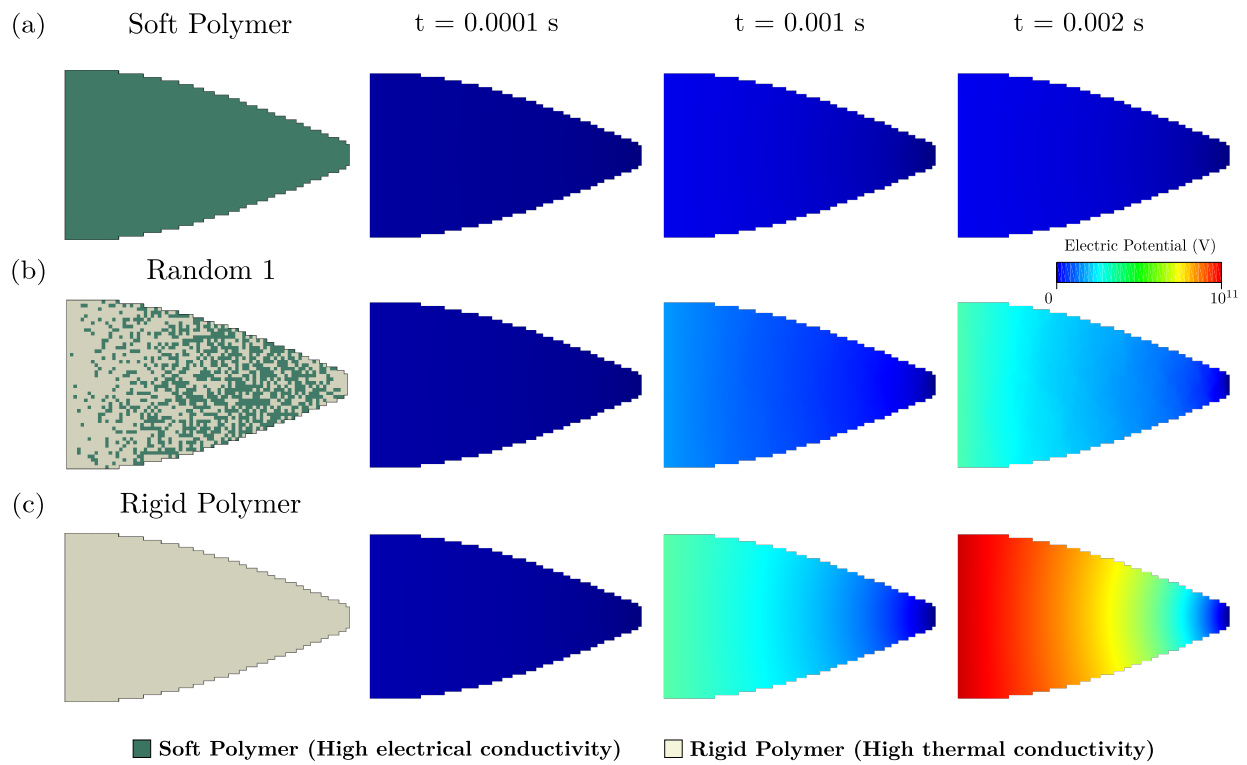 (a) Soft Polymer t = 0.0001 s t = 0.001 s t = 0.002 s
Electric Potential (V)
0 10¹¹
(b) Random 1
(c) Rigid Polymer
Soft Polymer (High electrical conductivity) Rigid Polymer (High thermal conductivity)